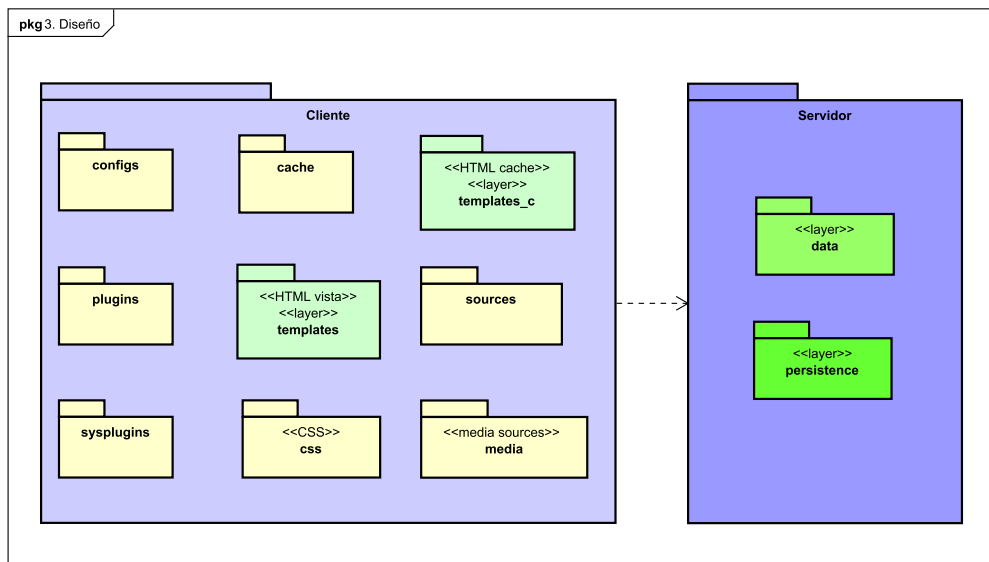 pkg 3. Diseño
Cliente
configs
cache
<<HTML cache>>
<<layer>>
templates_c
plugins
<<HTML vista>>
<<layer>>
templates
sources
sysplugins
<<CSS>>
css
<<media sources>>
media
Servidor
<<layer>>
data
<<layer>>
persistence